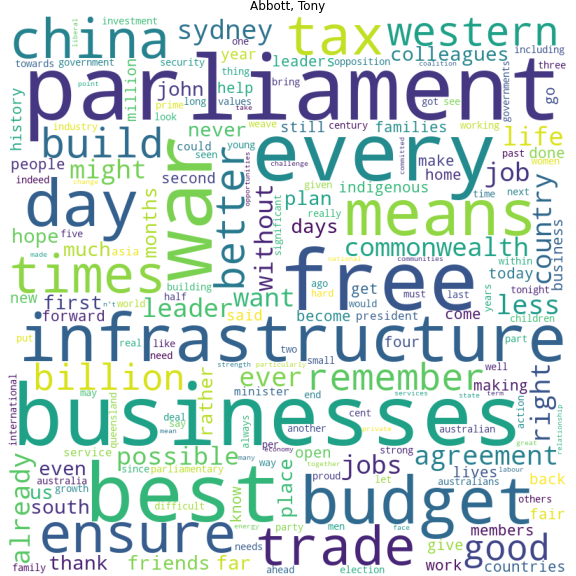 Abbott, Tony
china
sydney
tax
western
investment
liberal
one
colleagues
towards
government
security
year
leaders
opposition
including
thing
bring
coalition
three
point
parliament
million
john
help
long
values
take
got
see
governments
go
history
prime
look
industry
weave
century
working
build
could
never
still
families
life
seen
young
every
make
past
done
people
might
war
better
second
challenge
committed
home
job
women
indeed
change
opportunities
without
given
indigenous
time
next
country
day
months
plan
really
means
hope
five
significant
days
commonwealth
communities
business
much
asia
within
today
made
building
free
national
times
ago
hard
must
last
tonight
new
n't
world
half
leader
want
get
would
years
children
first
said
become
president
come
less
forward
put
infrastructure
part
real
like
two
four
need
small
strength
particularly
well
international
billion
rather
ever
remember
making
right
may
queensland
minister
end
services
state
term
action
businesses
deal
say
another
cent
australian
relationship
mean
always
private
great
service
possible
per
economy
strong
agreement
already
since
parliamentary
open
jobs
even
many
way
together
labour
us
australia
best
know
place
proud
lives
australians
back
growth
let
others
south
difficult
budget
fair
ensure
party
men
face
members
energy
needs
trade
give
good
family
thank
friends
far
ahead
election
work
countries